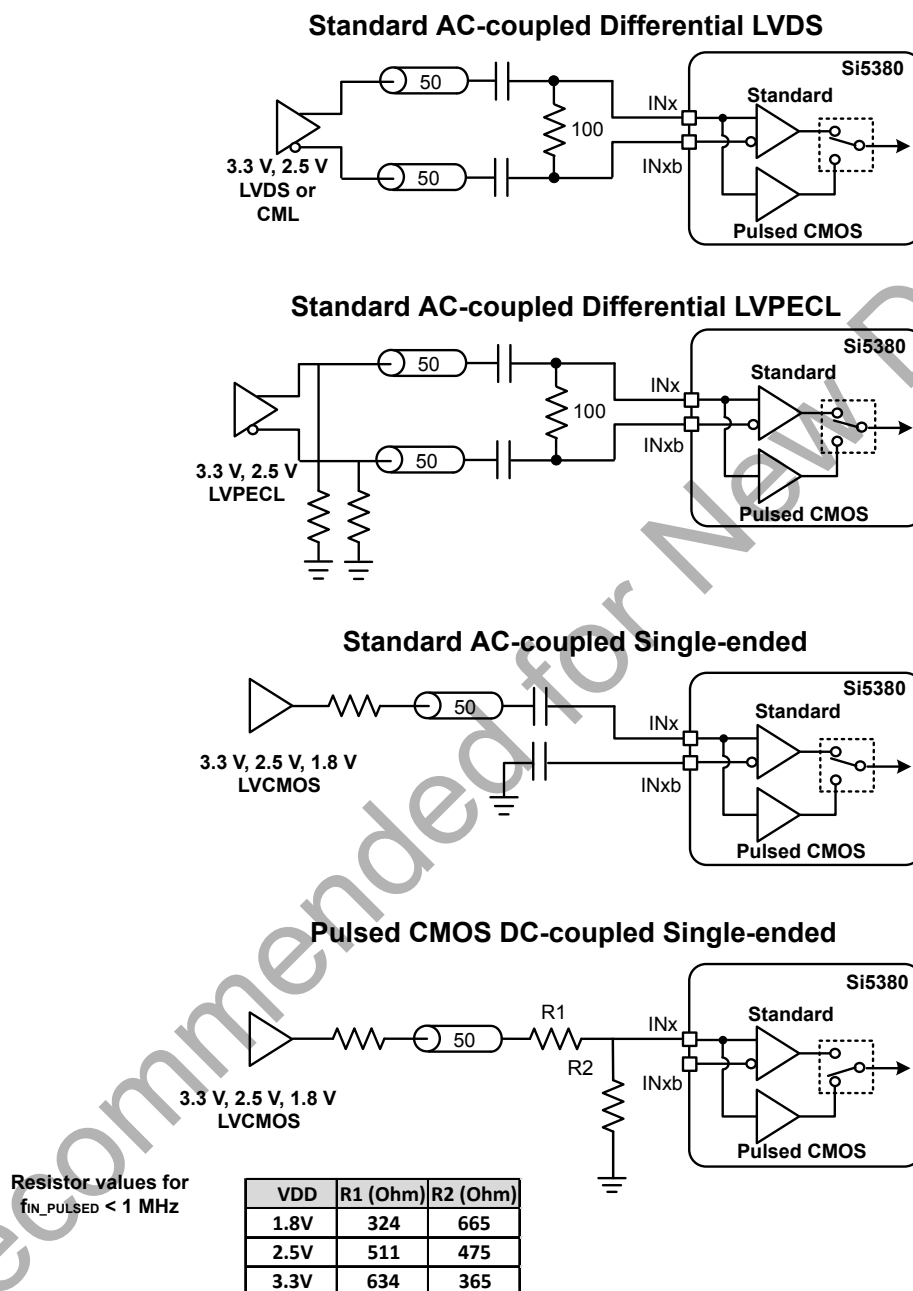 Standard AC-coupled Differential LVDS
Si5380
Standard
50
INx
100
INxb
50
3.3 V, 2.5 V
LVDS or
CML
Pulsed CMOS
Standard AC-coupled Differential LVPECL
Si5380
Standard
50
INx
100
INxb
50
3.3 V, 2.5 V
LVPECL
Pulsed CMOS
Standard AC-coupled Single-ended
Si5380
Standard
50
INx
3.3 V, 2.5 V, 1.8 V
LVCMOS
INxb
Pulsed CMOS
Pulsed CMOS DC-coupled Single-ended
Si5380
Standard
R1
INx
50
R2
INxb
3.3 V, 2.5 V, 1.8 V
LVCMOS
Pulsed CMOS
Resistor values for
fIN_PULSED < 1 MHz
VDD R1 (Ohm) R2 (Ohm)
1.8V 324 665
2.5V 511 475
3.3V 634 365
ecommended for New D